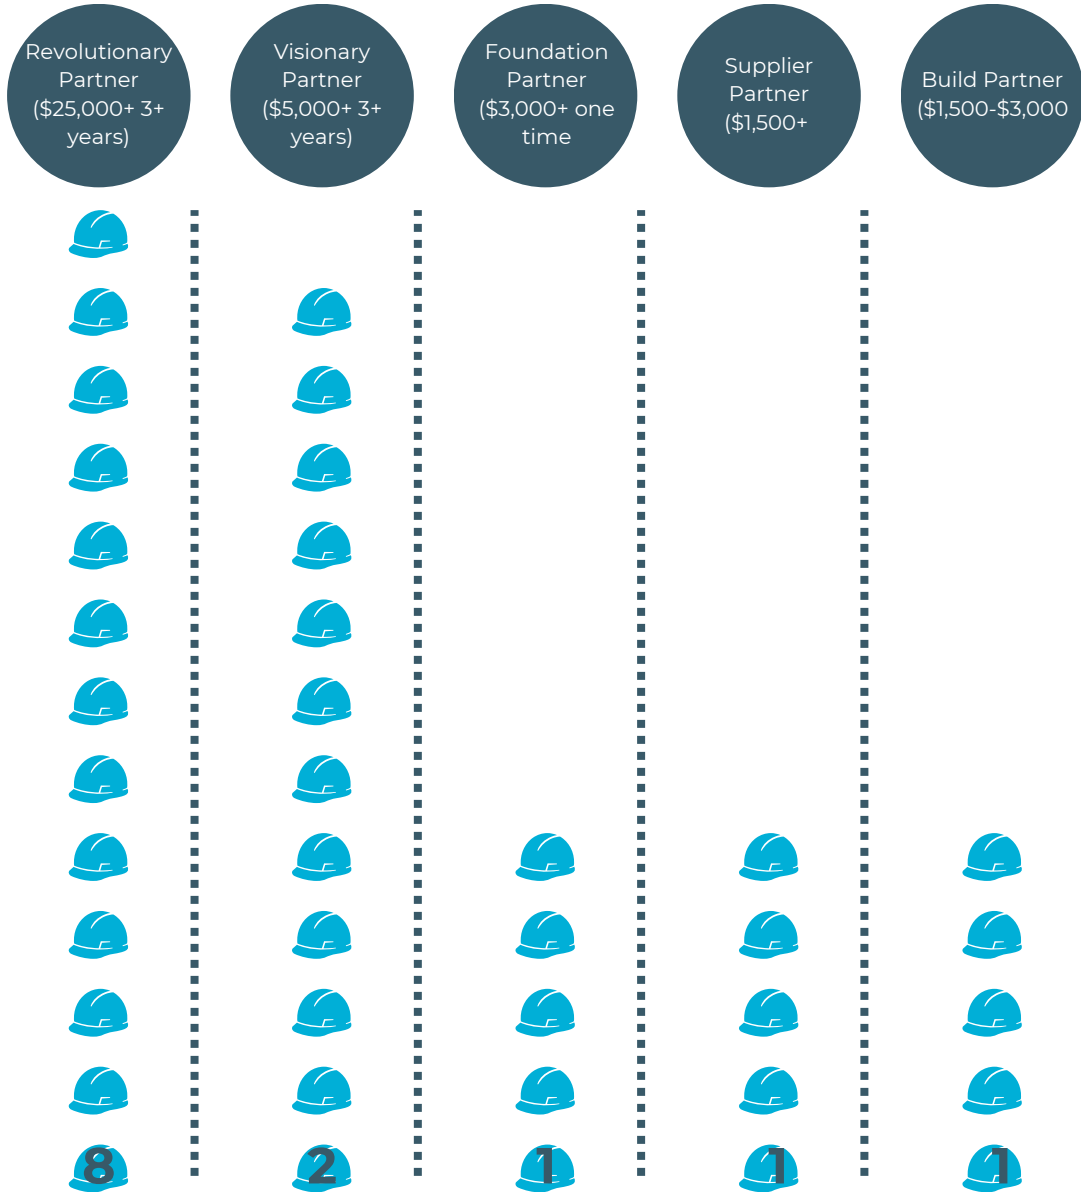 Revolutionary
Partner
($25,000+ 3+
years)
Visionary
Partner
($5,000+ 3+
years)
Foundation
Partner
($3,000+ one
time
Supplier
Partner
($1,500+
Build Partner
($1,500-$3,000
8
2
1
1
1